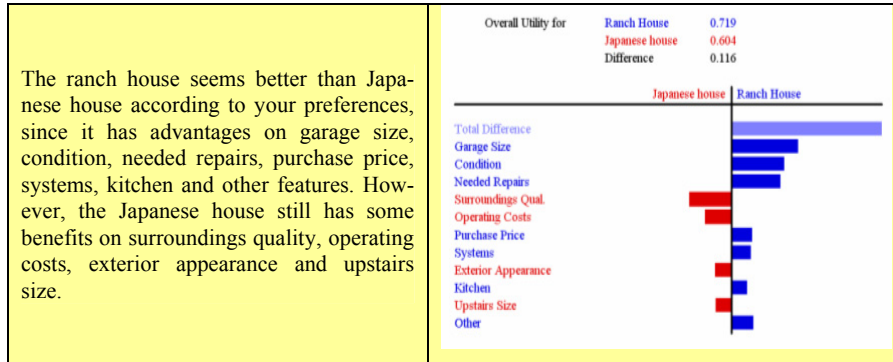 The ranch house seems better than Japa-
nese house according to your preferences,
since it has advantages on garage size,
condition, needed repairs, purchase price,
systems, kitchen and other features. How-
ever, the Japanese house still has some
benefits on surroundings quality, operating
costs, exterior appearance and upstairs
size.
Overall Utility for Ranch House 0.719
Japanese house 0.604
Difference 0.116
Japanese house Ranch House
Total Difference
Garage Size
Condition
Needed Repairs
Surroundings Qual.
Operating Costs
Purchase Price
Systems
Exterior Appearance
Kitchen
Upstairs Size
Other